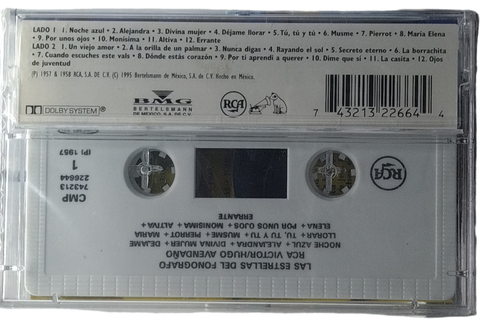 LADO 1 1. Noche azul • 2. Alejandra • 3. Divina mujer • 4. Déjame llorar • 5. Tú, tú y tú • 6. Musme • 7. Pierrot • 8. María Elena
• 9. Por unos ojos • 10. Monísima • 11. Altiva • 12. Errante
LADO 2 1. Un viejo amor • 2. A la orilla de un palmar • 3. Nunca digas • 4. Rayando el sol • 5. Secreto eterno • 6. La borrachita
• 7. Cuando escuches este vals • 8. Dónde estás corazón • 9. Por ti aprendí a querer • 10. Dime que sí • 11. La casita • 12. Ojos
de juventud
(P) 1957 & 1958 RCA, S.A. DE C.V. (C) 1995 Bertelsmann de México, S.A. de C.V. Hecho en México.
DOLBY SYSTEM
BMG
BERTELSMANN
DE MEXICO, S.A. DE C.V.
RCA
7 43213 22664 4
RCA
LAS ESTRELLAS DEL FONOGRAFO
RCA VICTOR/HUGO AVENDAÑO
NOCHE AZUL + ALEJANDRA + DIVINA MUJER + DEJAME
LLORAR + TU, TU Y TU + MUSME + PIERROT + MARIA
ELENA + POR UNOS OJOS + MONISIMA + ALTIVA +
ERRANTE
CMP
743213
226644
1
(P) 1957